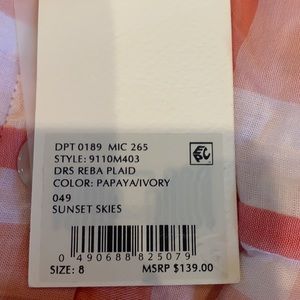 DPT 0189 MIC 265
STYLE: 9110M403
DRS REBA PLAID
COLOR: PAPAYA/IVORY
049
SUNSET SKIES
0 490688 825079
SIZE: 8 MSRP $139.00